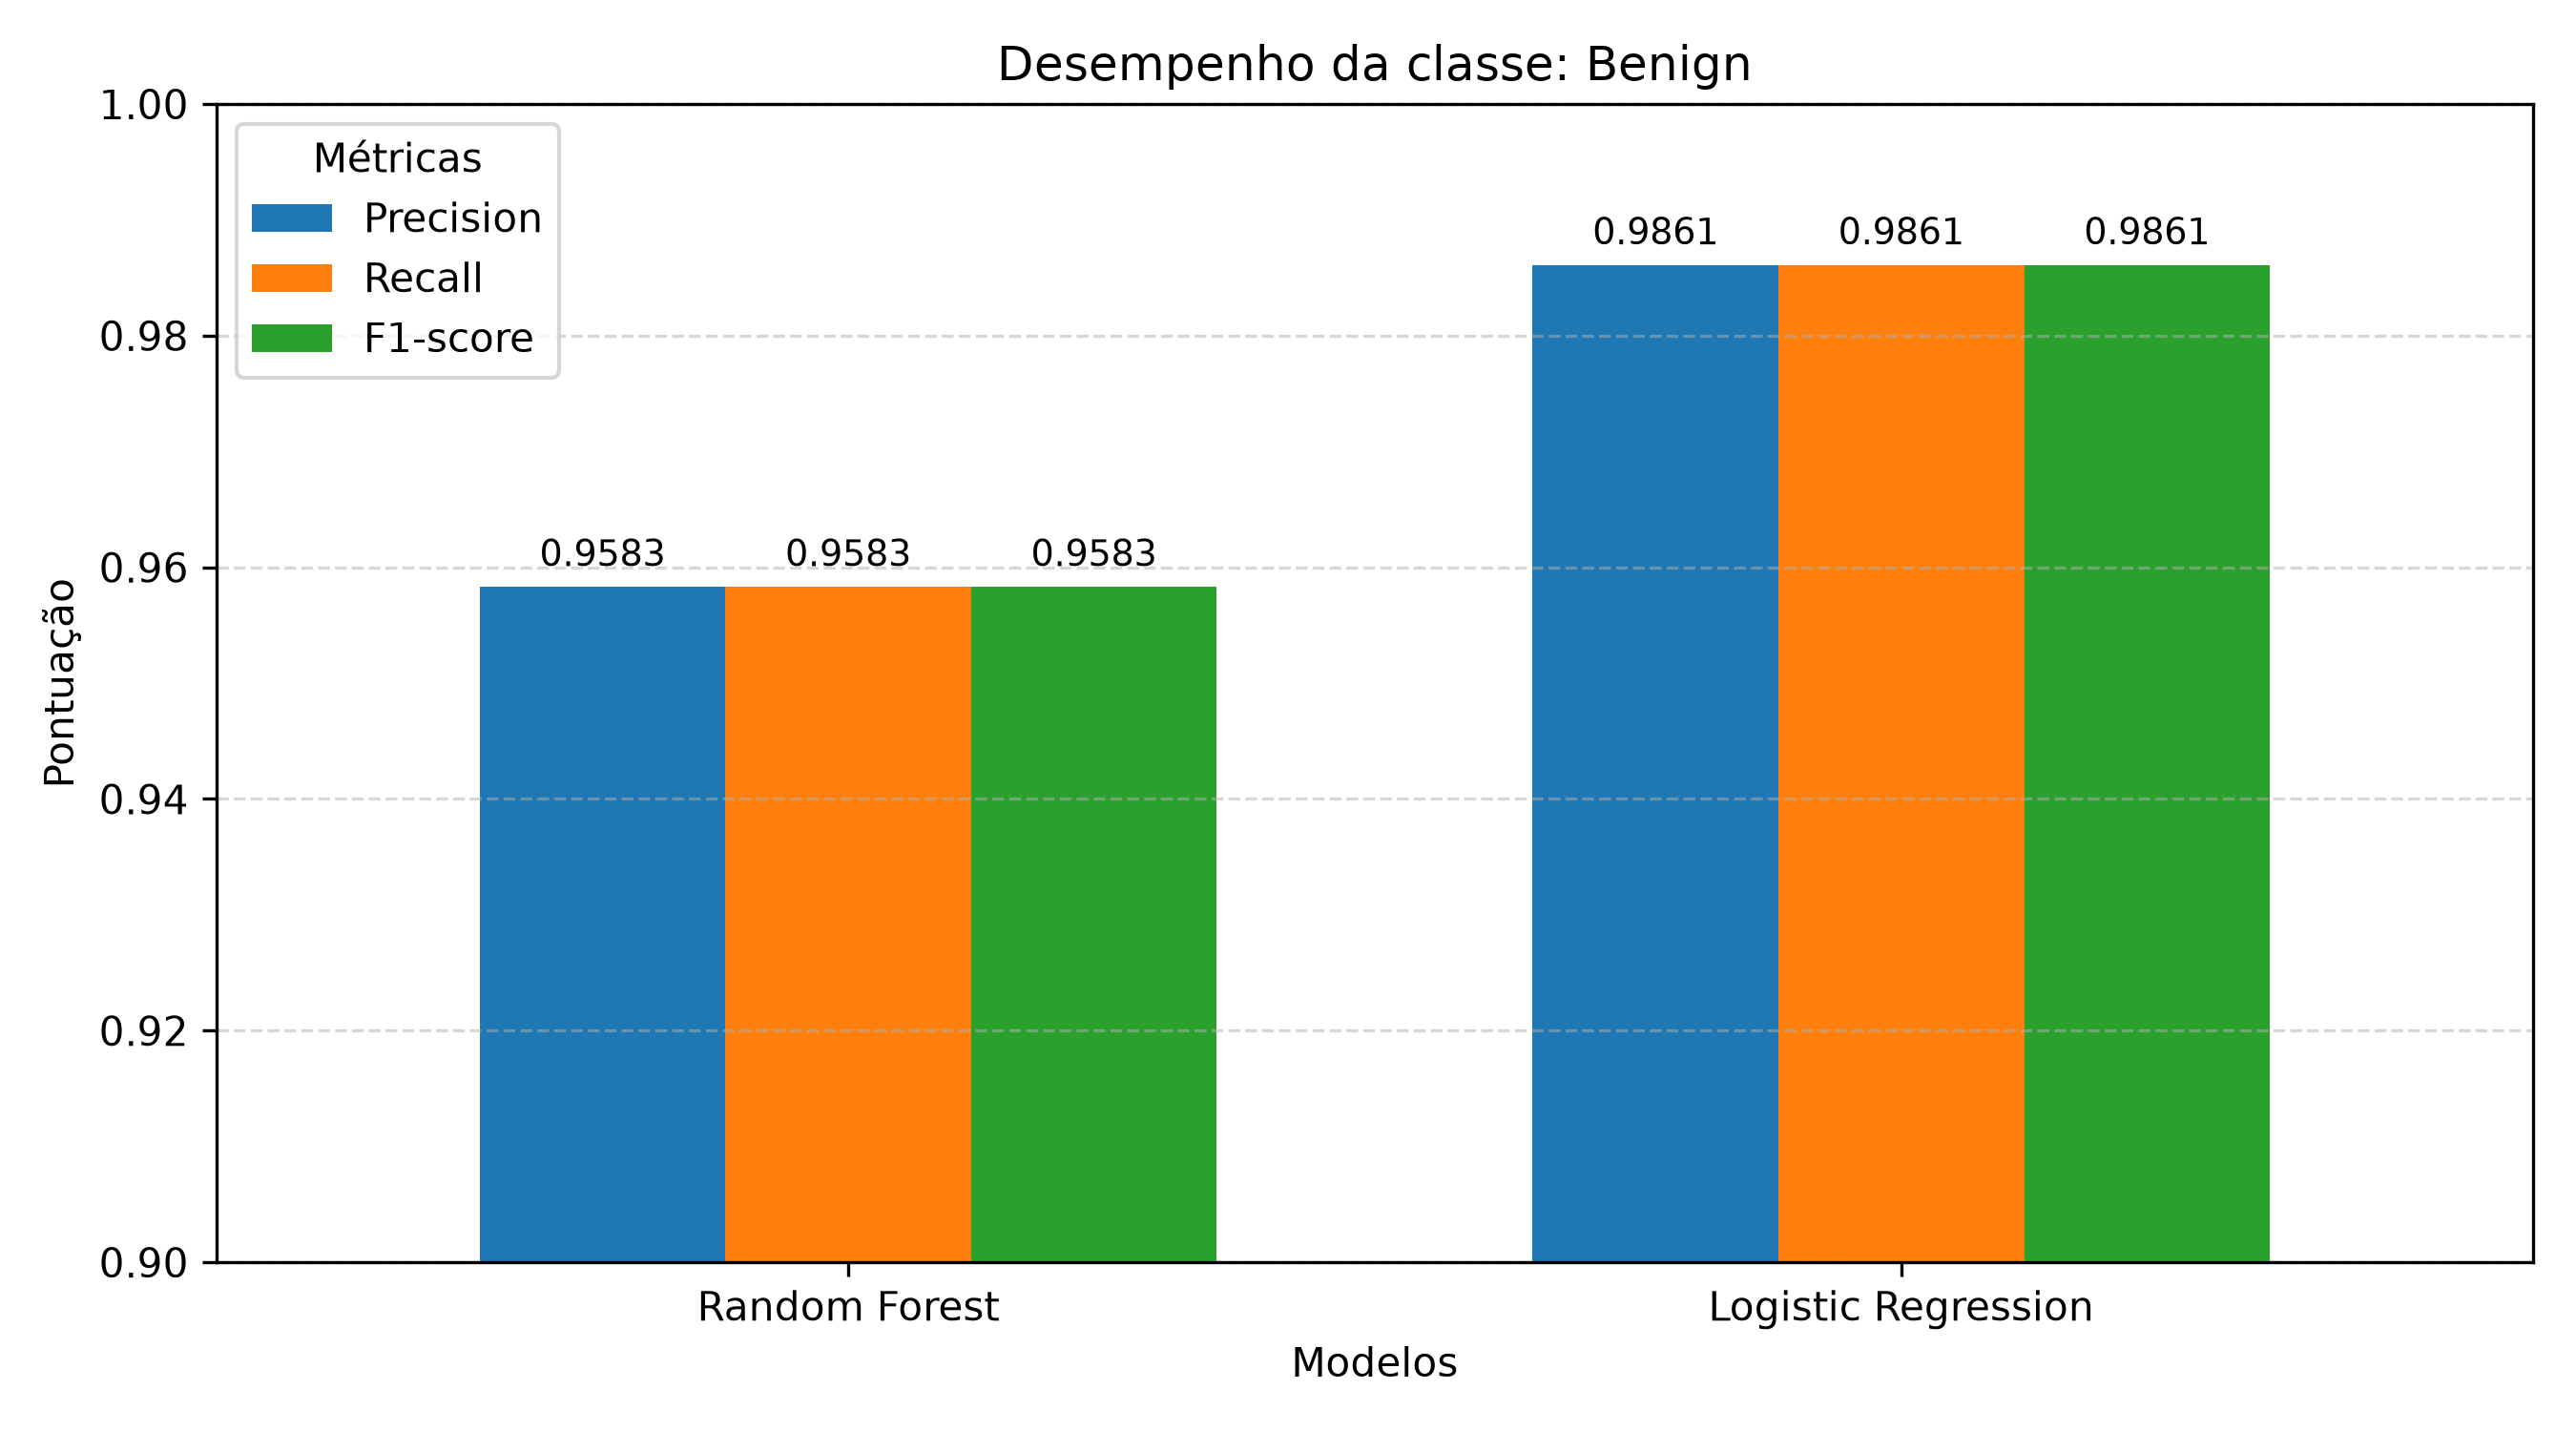 Desempenho da classe: Benign
1.00
0.98
0.96
0.94
0.92
0.90
Pontuação
Métricas
Precision
Recall
F1-score
0.9583 0.9583 0.9583
0.9861 0.9861 0.9861
Random Forest Logistic Regression
Modelos